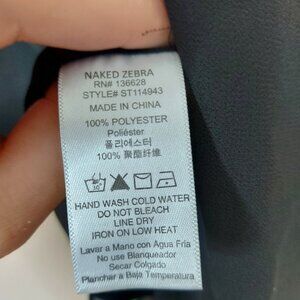 NAKED ZEBRA
RN# 136628
STYLE# ST114943
MADE IN CHINA
100% POLYESTER
Poliéster
폴리에스터
100% 聚酯纤维
HAND WASH COLD WATER
DO NOT BLEACH
LINE DRY
IRON ON LOW HEAT
Lavar a Mano con Agua Fria
No use Blanqueador
Secar Colgado
Planchar a Baja Temperatura